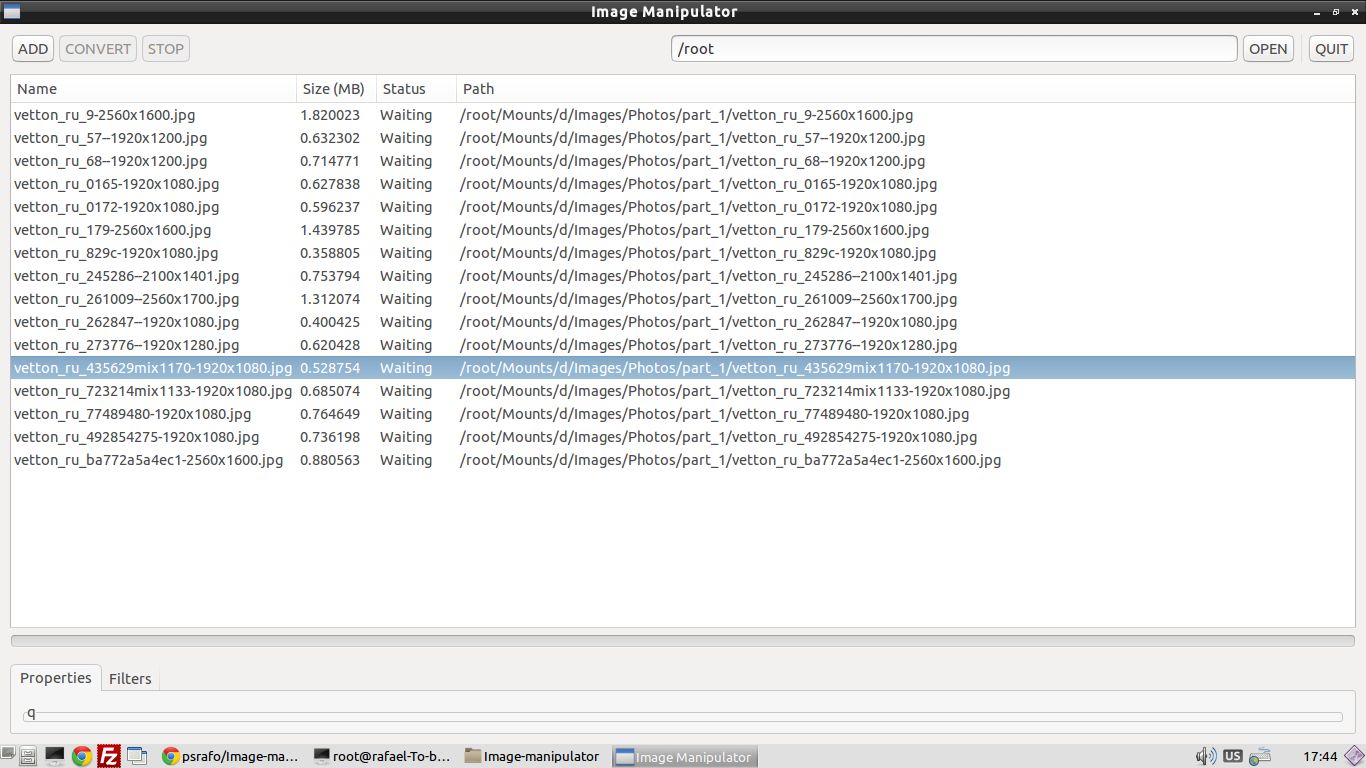 Image Manipulator
ADD CONVERT STOP /root OPEN QUIT
Name Size (MB) Status Path
vetton_ru_9-2560x1600.jpg 1.820023 Waiting /root/Mounts/d/Images/Photos/part_1/vetton_ru_9-2560x1600.jpg
vetton_ru_57--1920x1200.jpg 0.632302 Waiting /root/Mounts/d/Images/Photos/part_1/vetton_ru_57--1920x1200.jpg
vetton_ru_68--1920x1200.jpg 0.714771 Waiting /root/Mounts/d/Images/Photos/part_1/vetton_ru_68--1920x1200.jpg
vetton_ru_0165-1920x1080.jpg 0.627838 Waiting /root/Mounts/d/Images/Photos/part_1/vetton_ru_0165-1920x1080.jpg
vetton_ru_0172-1920x1080.jpg 0.596237 Waiting /root/Mounts/d/Images/Photos/part_1/vetton_ru_0172-1920x1080.jpg
vetton_ru_179-2560x1600.jpg 1.439785 Waiting /root/Mounts/d/Images/Photos/part_1/vetton_ru_179-2560x1600.jpg
vetton_ru_829c-1920x1080.jpg 0.358805 Waiting /root/Mounts/d/Images/Photos/part_1/vetton_ru_829c-1920x1080.jpg
vetton_ru_245286--2100x1401.jpg 0.753794 Waiting /root/Mounts/d/Images/Photos/part_1/vetton_ru_245286--2100x1401.jpg
vetton_ru_261009--2560x1700.jpg 1.312074 Waiting /root/Mounts/d/Images/Photos/part_1/vetton_ru_261009--2560x1700.jpg
vetton_ru_262847--1920x1080.jpg 0.400425 Waiting /root/Mounts/d/Images/Photos/part_1/vetton_ru_262847--1920x1080.jpg
vetton_ru_273776--1920x1280.jpg 0.620428 Waiting /root/Mounts/d/Images/Photos/part_1/vetton_ru_273776--1920x1280.jpg
vetton_ru_435629mix1170-1920x1080.jpg 0.528754 Waiting /root/Mounts/d/Images/Photos/part_1/vetton_ru_435629mix1170-1920x1080.jpg
vetton_ru_723214mix1133-1920x1080.jpg 0.685074 Waiting /root/Mounts/d/Images/Photos/part_1/vetton_ru_723214mix1133-1920x1080.jpg
vetton_ru_77489480-1920x1080.jpg 0.764649 Waiting /root/Mounts/d/Images/Photos/part_1/vetton_ru_77489480-1920x1080.jpg
vetton_ru_492854275-1920x1080.jpg 0.736198 Waiting /root/Mounts/d/Images/Photos/part_1/vetton_ru_492854275-1920x1080.jpg
vetton_ru_ba772a5a4ec1-2560x1600.jpg 0.880563 Waiting /root/Mounts/d/Images/Photos/part_1/vetton_ru_ba772a5a4ec1-2560x1600.jpg
Properties Filters
q
Fz psrafo/Image-ma... root@rafael-To-b... Image-manipulator Image Manipulator US 17:44